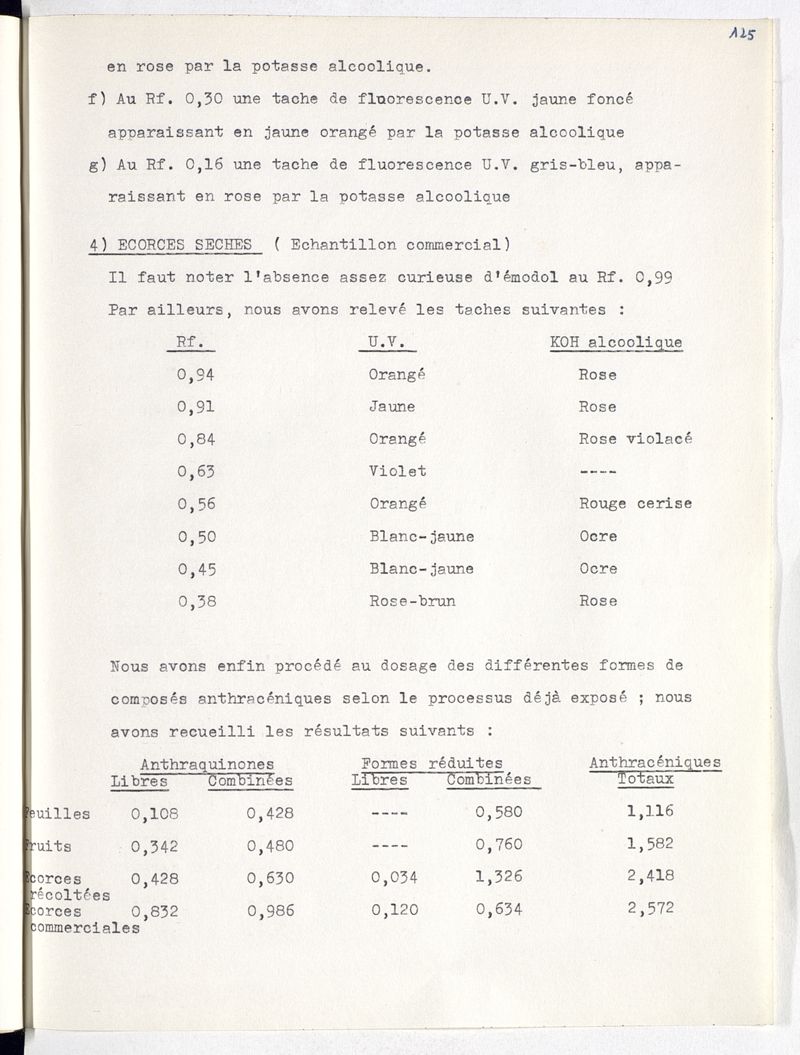 125
en rose par la potasse alcoolique.
f) Au Rf. 0,30 une tache de fluorescence U.V. jaune foncé
apparaissant en jaune orangé par la potasse alcoolique
g) Au Rf. 0,16 une tache de fluorescence U.V. gris-bleu, appa-
raissant en rose par la potasse alcoolique
4) ECORCES SECHES ( Echantillon commercial)
Il faut noter l'absence assez curieuse d'émodol au Rf. 0,99
Par ailleurs, nous avons relevé les taches suivantes :
Rf. U.V. KOH alcoolique
0,94 Orangé Rose
0,91 Jaune Rose
0,84 Orangé Rose violacé
0,63 Violet ----
0,56 Orangé Rouge cerise
0,50 Blanc-jaune Ocre
0,45 Blanc-jaune Ocre
0,38 Rose-brun Rose
Nous avons enfin procédé au dosage des différentes formes de
composés anthracéniques selon le processus déjà exposé ; nous
avons recueilli les résultats suivants :
Anthraquinones Formes réduites Anthracéniques
Libres Combinées Libres Combinées Totaux
Feuilles 0,108 0,428 ---- 0,580 1,116
Fruits 0,342 0,480 ---- 0,760 1,582
Ecorces 0,428 0,630 0,034 1,326 2,418
récoltées
Ecorces 0,832 0,986 0,120 0,634 2,572
commerciales